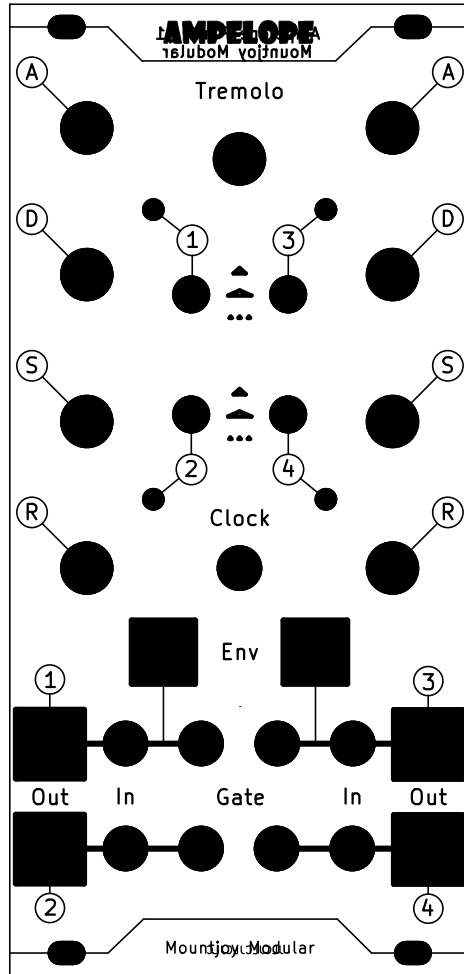 AMPELOPE
Mountjoy Modular
Tremolo
A A
D D
1 3
S S
2 4
R R
Clock
Env
1 3
Out In Gate In Out
2 4
Mountjoy Modular